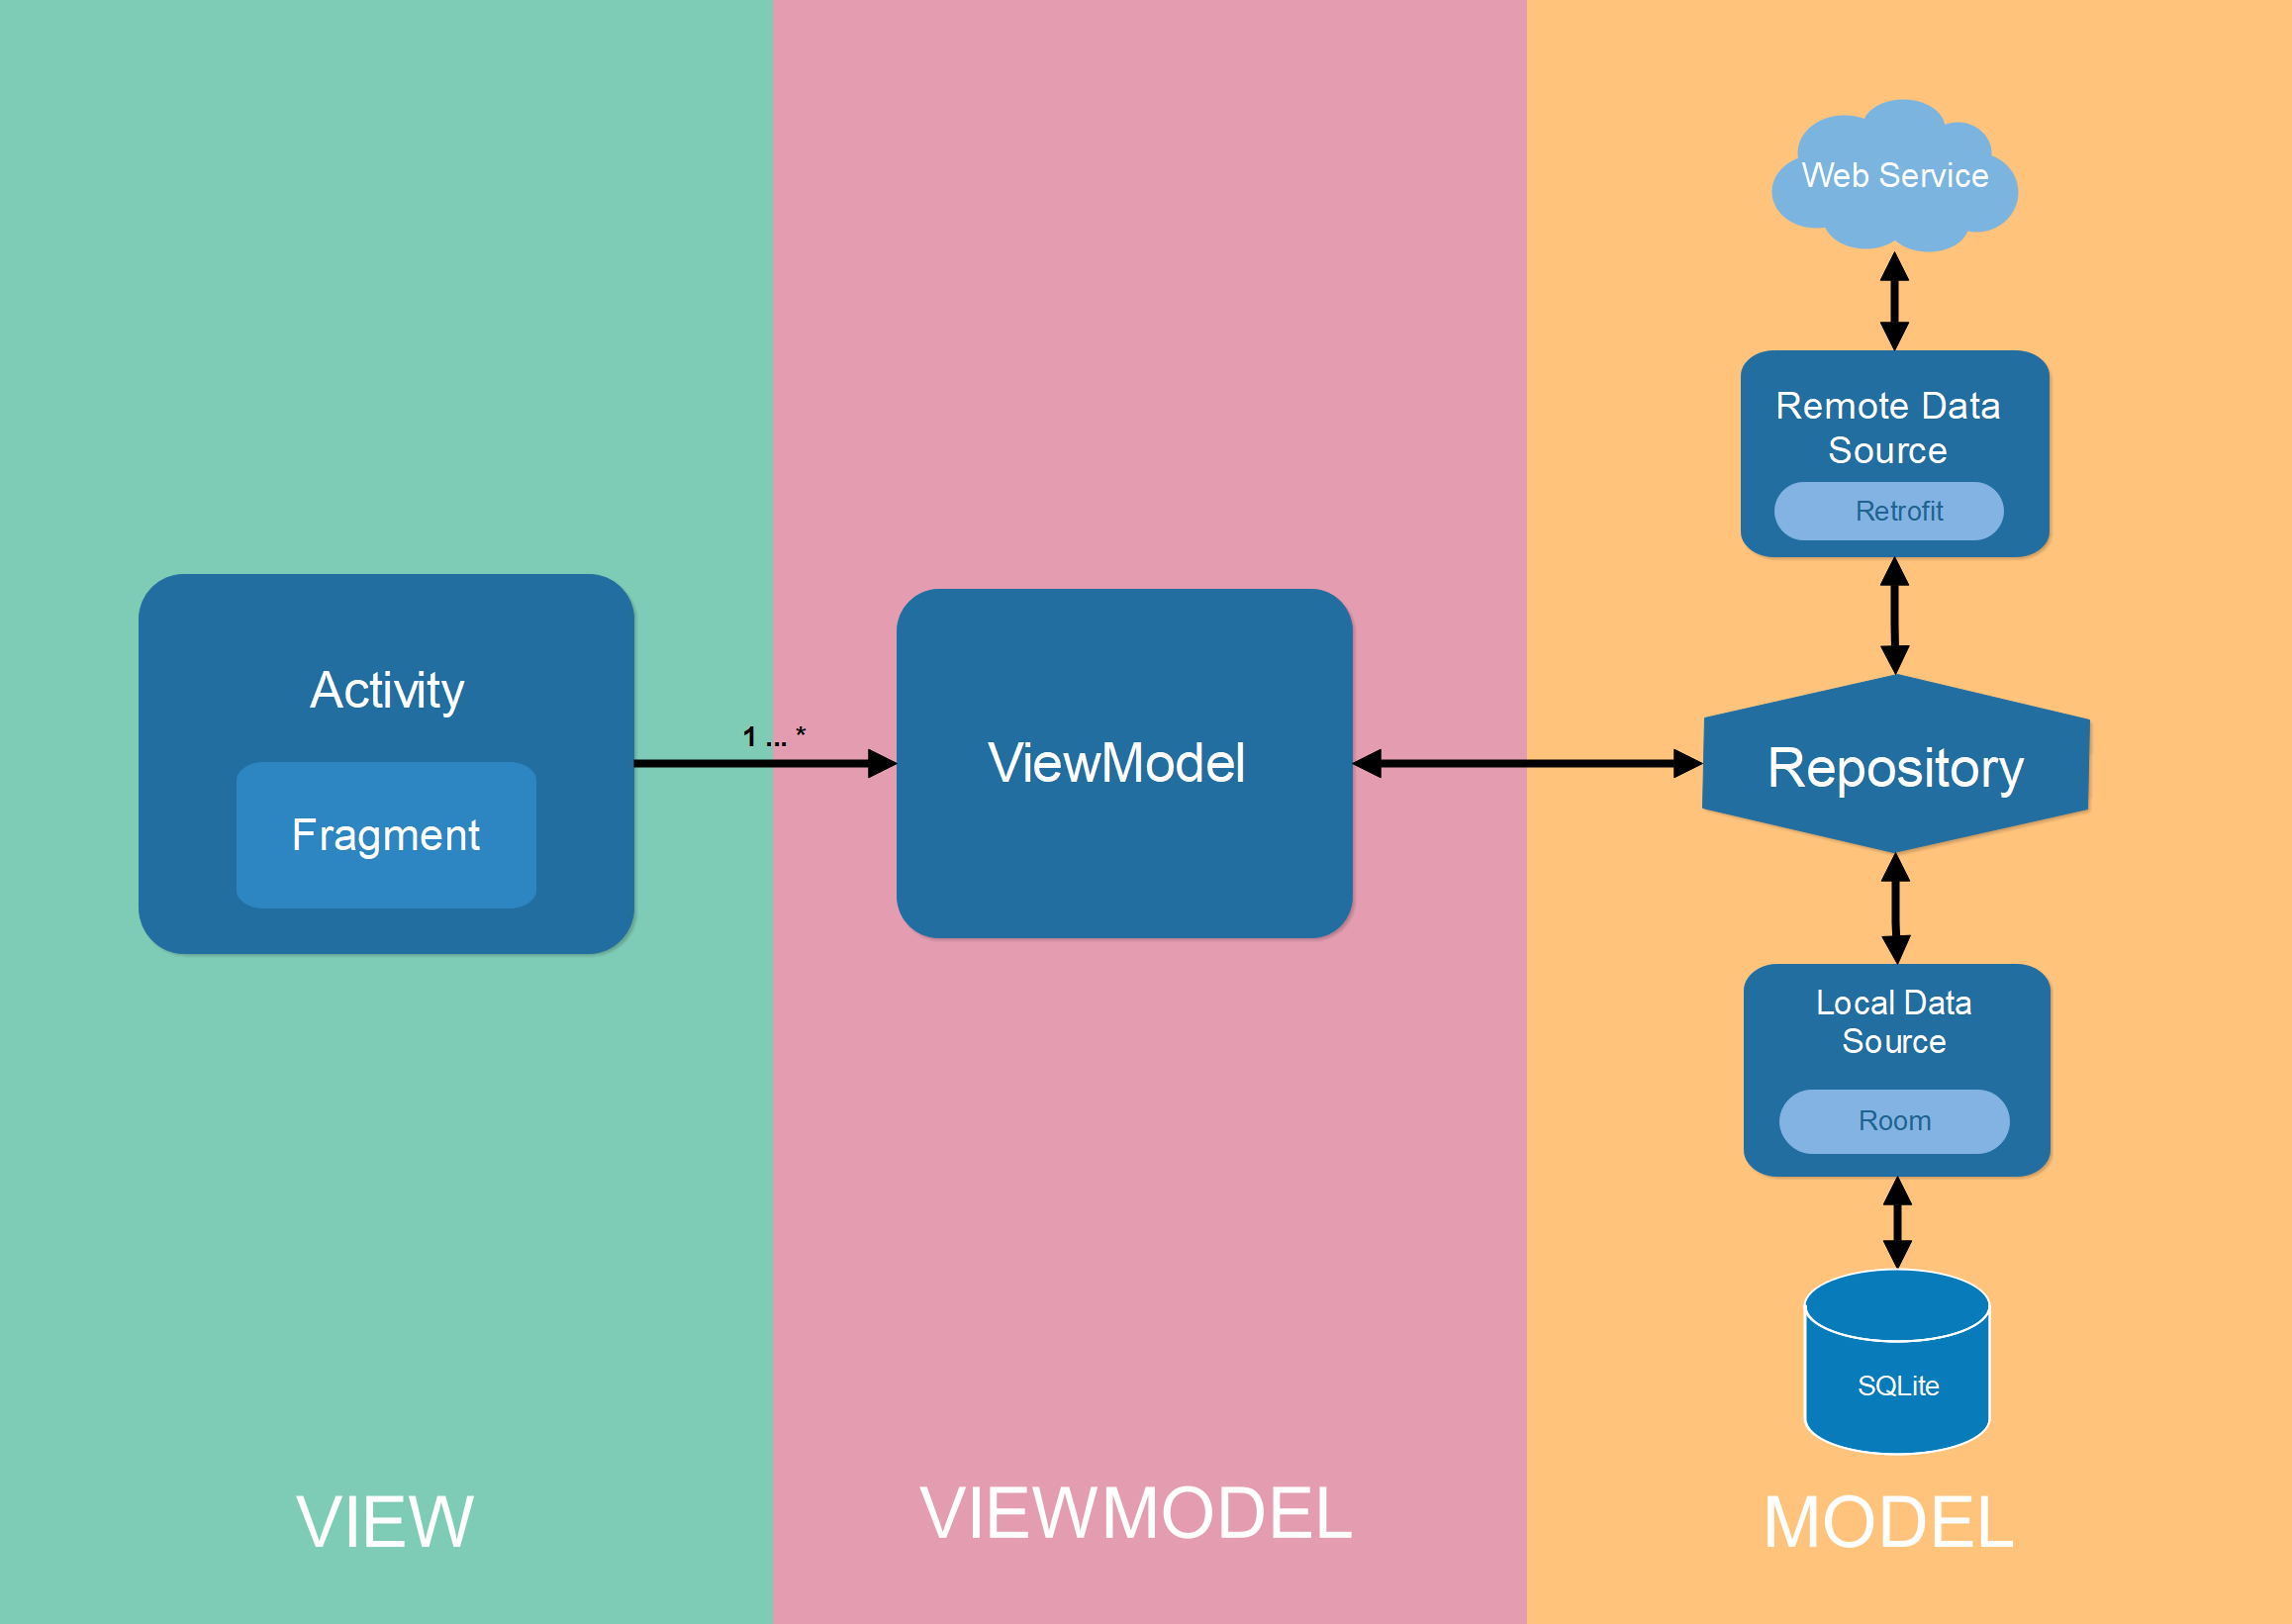 Activity
Fragment
VIEW
1 ... *
ViewModel
VIEWMODEL
Web Service
Remote Data
Source
Retrofit
Repository
Local Data
Source
Room
SQLite
MODEL